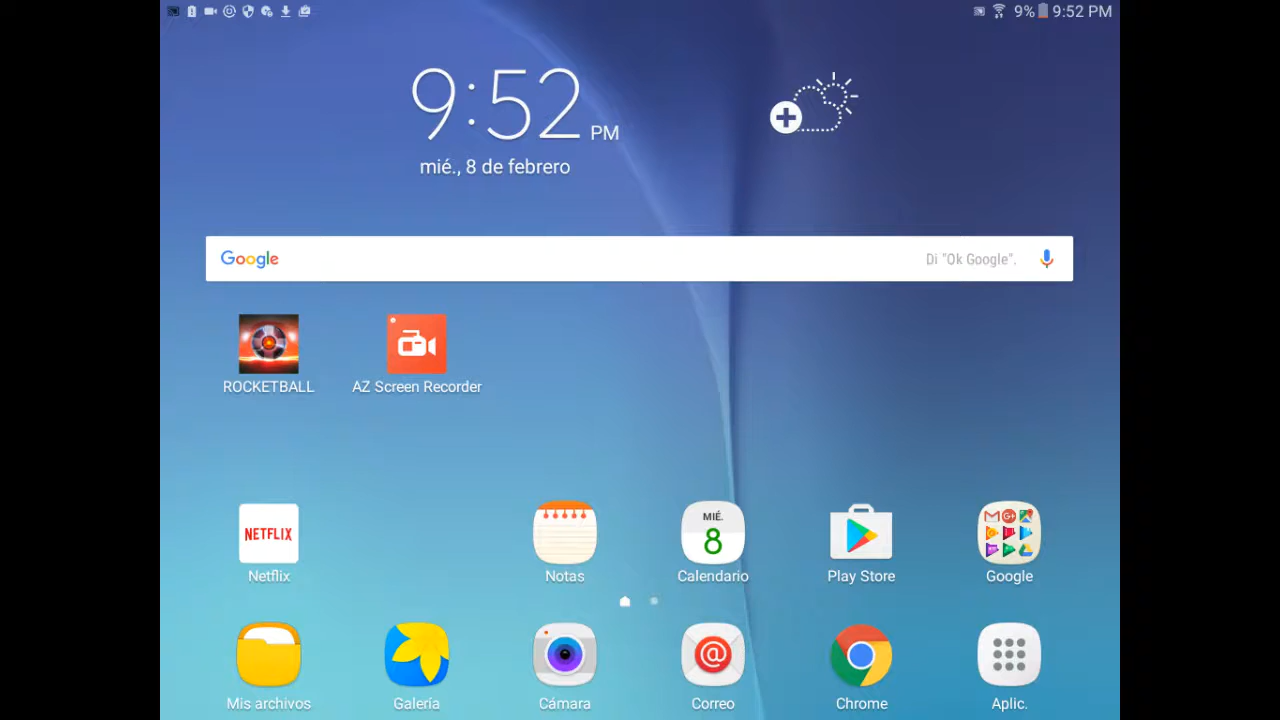 9% 9:52 PM
9:52 PM
mié., 8 de febrero
Google Di "Ok Google".
ROCKETBALL AZ Screen Recorder
NETFLIX MIÉ.
8
Netflix Notas Calendario Play Store Google
Mis archivos Galería Cámara Correo Chrome Aplic.